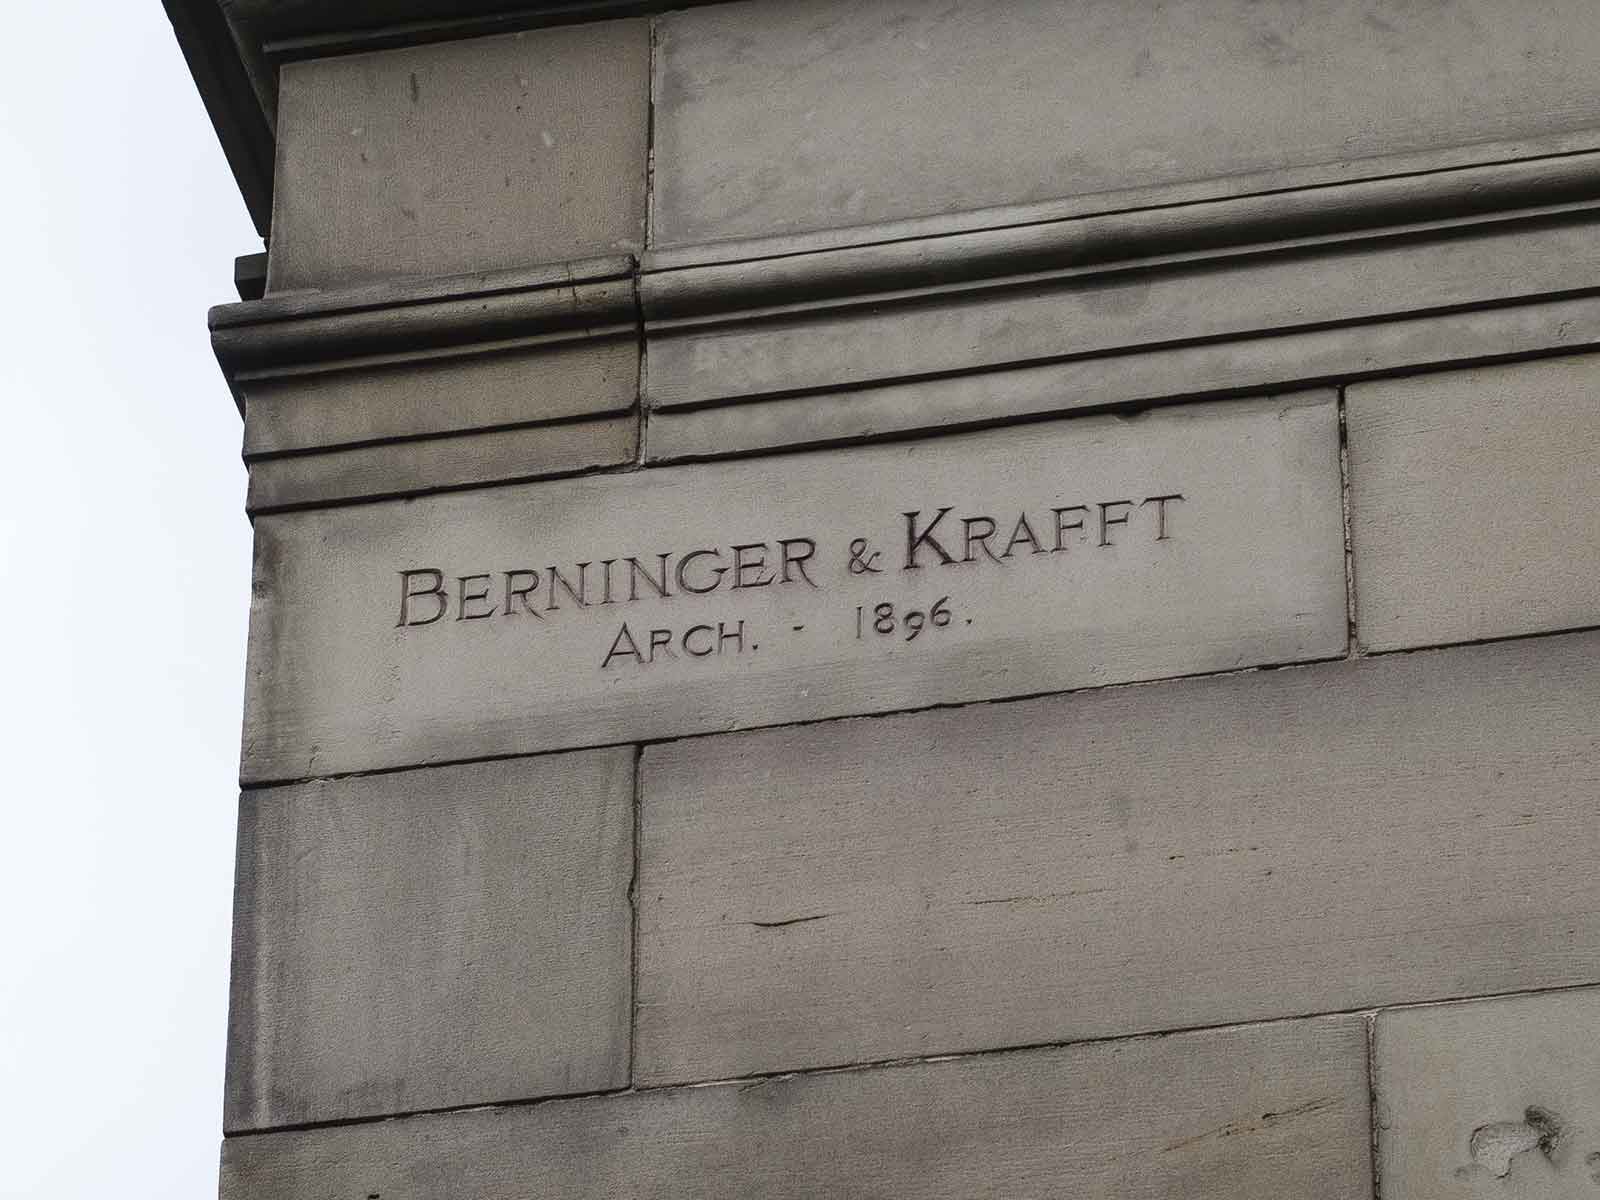 BERNINGER & KRAFFT
ARCH. - 1896.